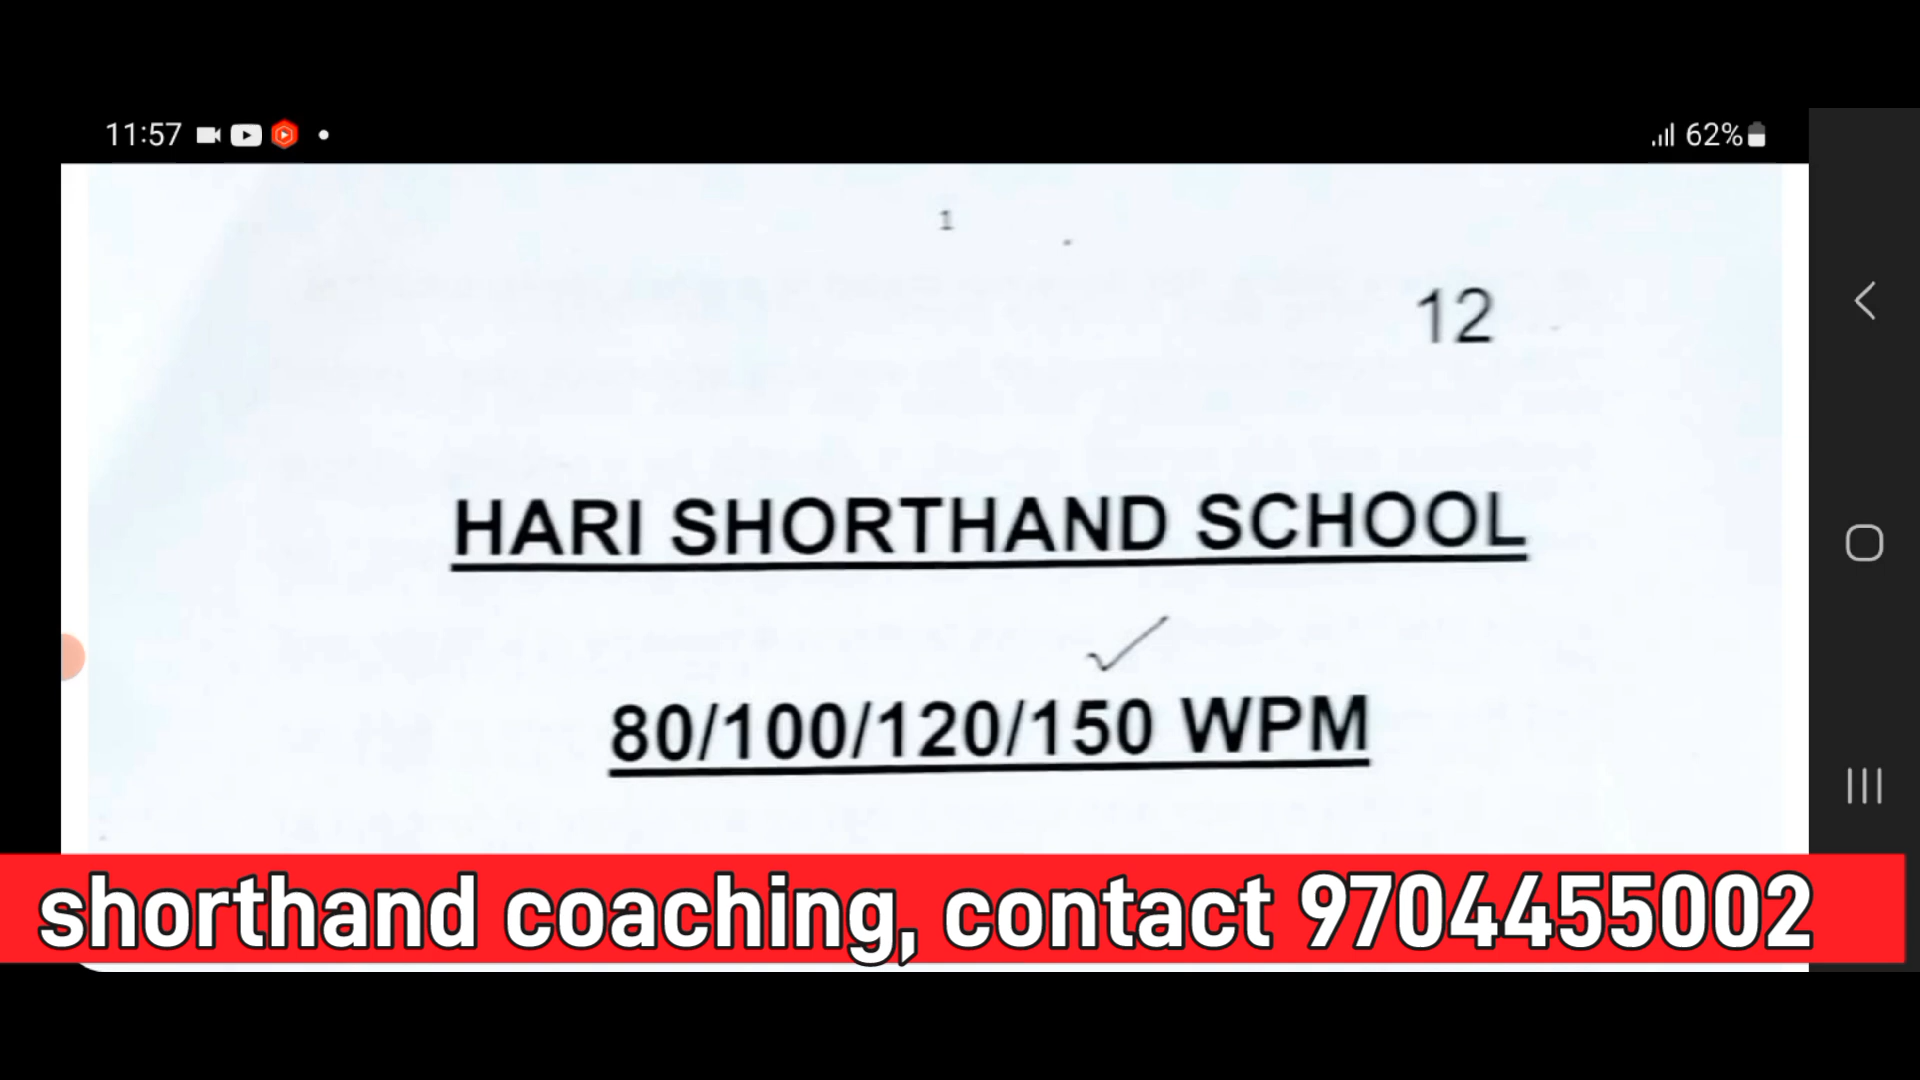 11:57
62%
1
12
HARI SHORTHAND SCHOOL
80/100/120/150 WPM
shorthand coaching, contact 9704455002